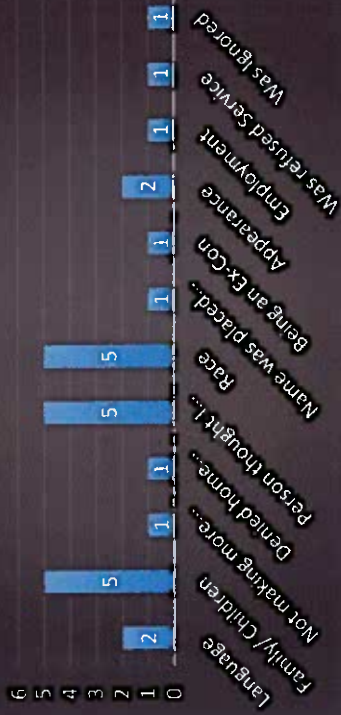 6
5
4
3
2
1
0
2
5
1
1
5
5
1
1
2
1
1
1
Language
Family/ Children
Not making more...
Denied home...
Person thought I...
Race
Name was placed...
Being an Ex-Con
Appearance
Employment
Was refused Service
Was Ignored